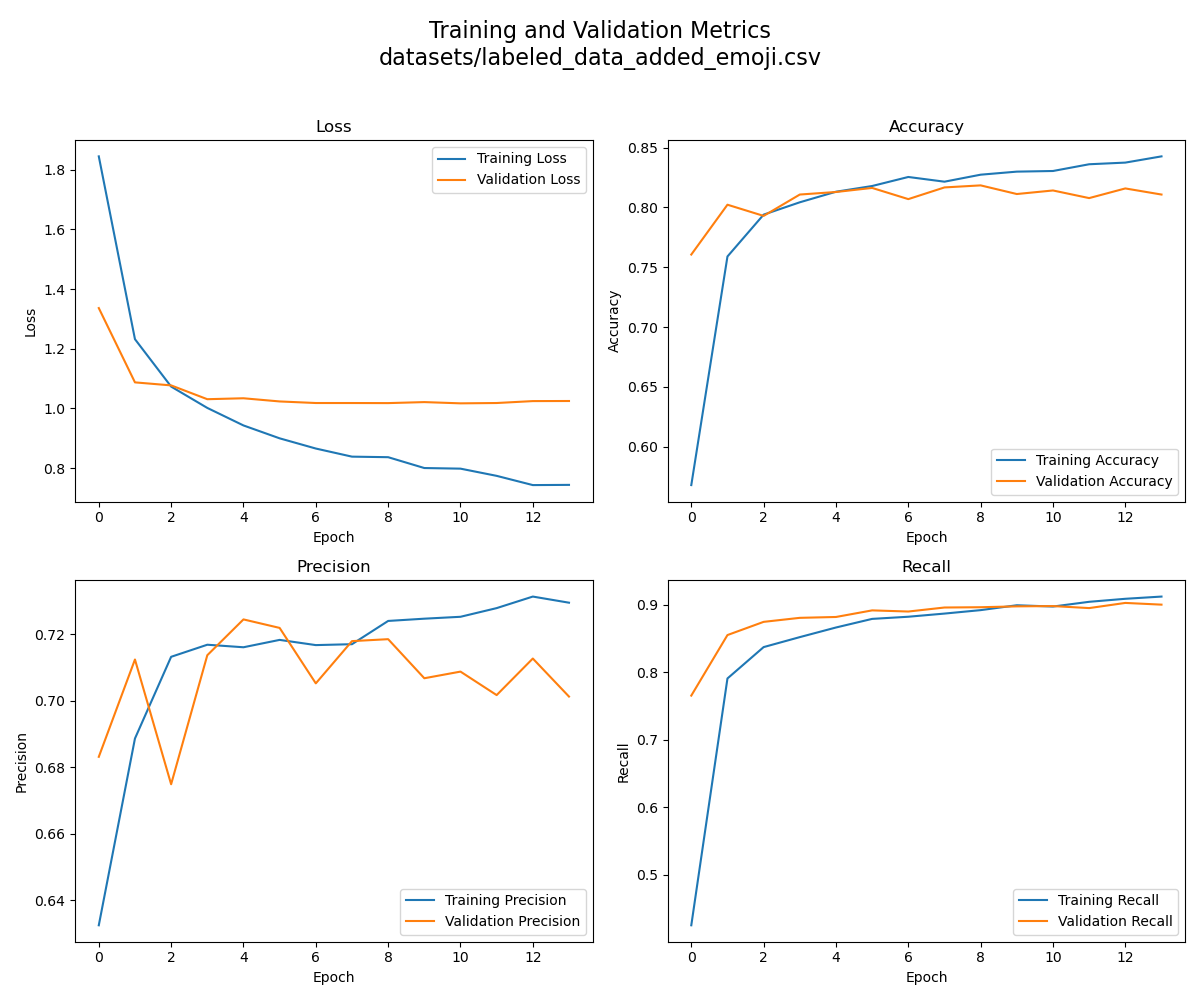 Training and Validation Metrics
datasets/labeled_data_added_emoji.csv
Loss
1.8
1.6
1.4
1.2
1.0
0.8
Loss
Training Loss
Validation Loss
0 2 4 6 8 10 12
Epoch
Accuracy
0.85
0.80
0.75
0.70
0.65
0.60
Accuracy
Training Accuracy
Validation Accuracy
0 2 4 6 8 10 12
Epoch
Precision
0.72
0.70
0.68
0.66
0.64
Precision
Training Precision
Validation Precision
0 2 4 6 8 10 12
Epoch
Recall
0.9
0.8
0.7
0.6
0.5
Recall
Training Recall
Validation Recall
0 2 4 6 8 10 12
Epoch